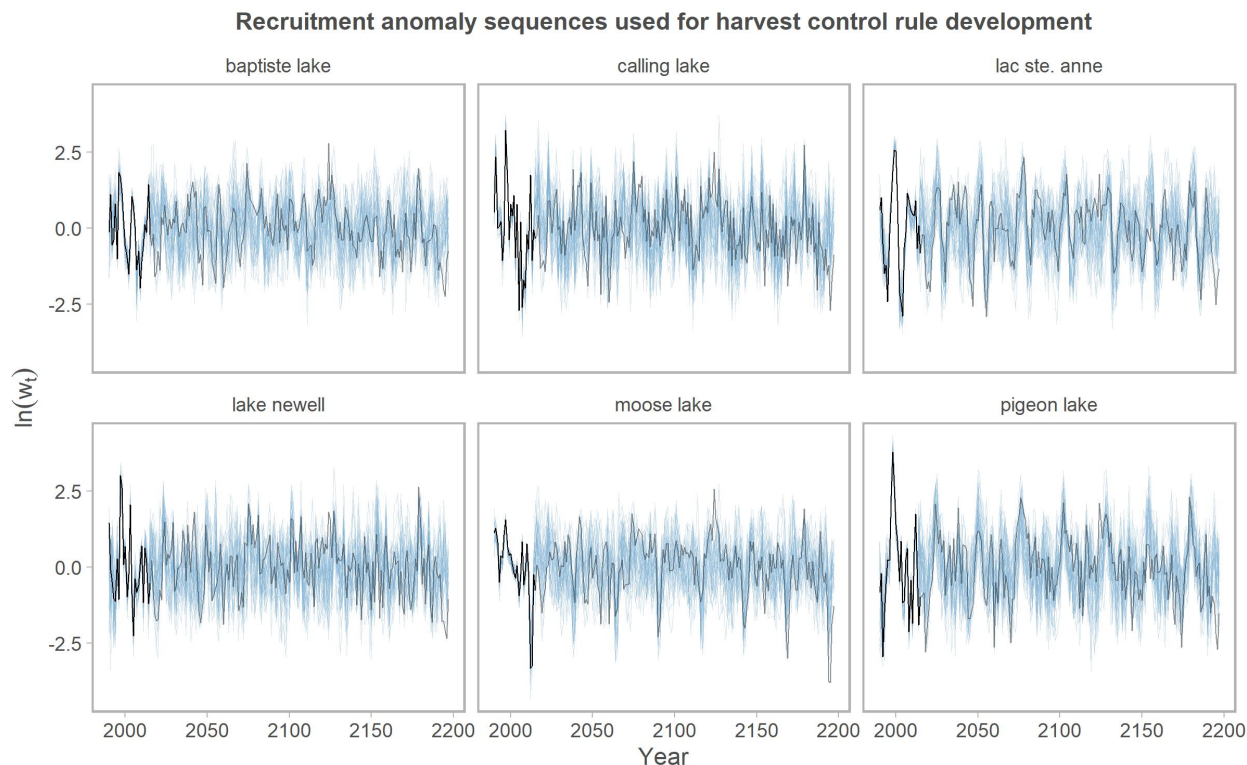 Recruitment anomaly sequences used for harvest control rule development
baptiste lake
calling lake
lac ste. anne
2.5
0.0
-2.5
lake newell
moose lake
pigeon lake
2.5
0.0
-2.5
ln(wt)
2000 2050 2100 2150 2200
2000 2050 2100 2150 2200
2000 2050 2100 2150 2200
Year